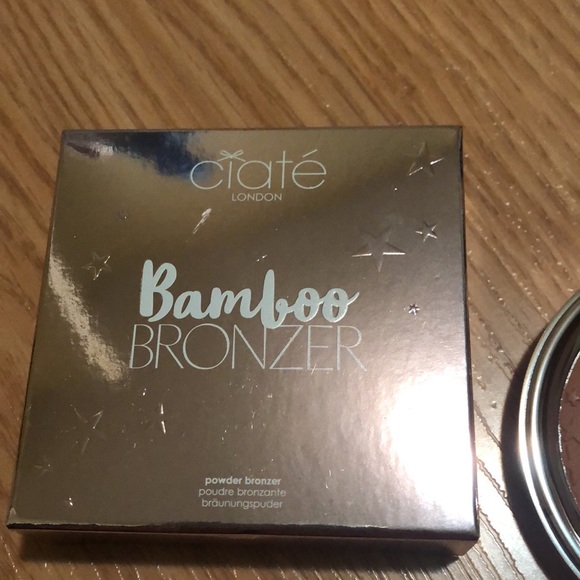 ciaté
LONDON
Bamboo
BRONZER
powder bronzer
poudre bronzante
bräunungspuder